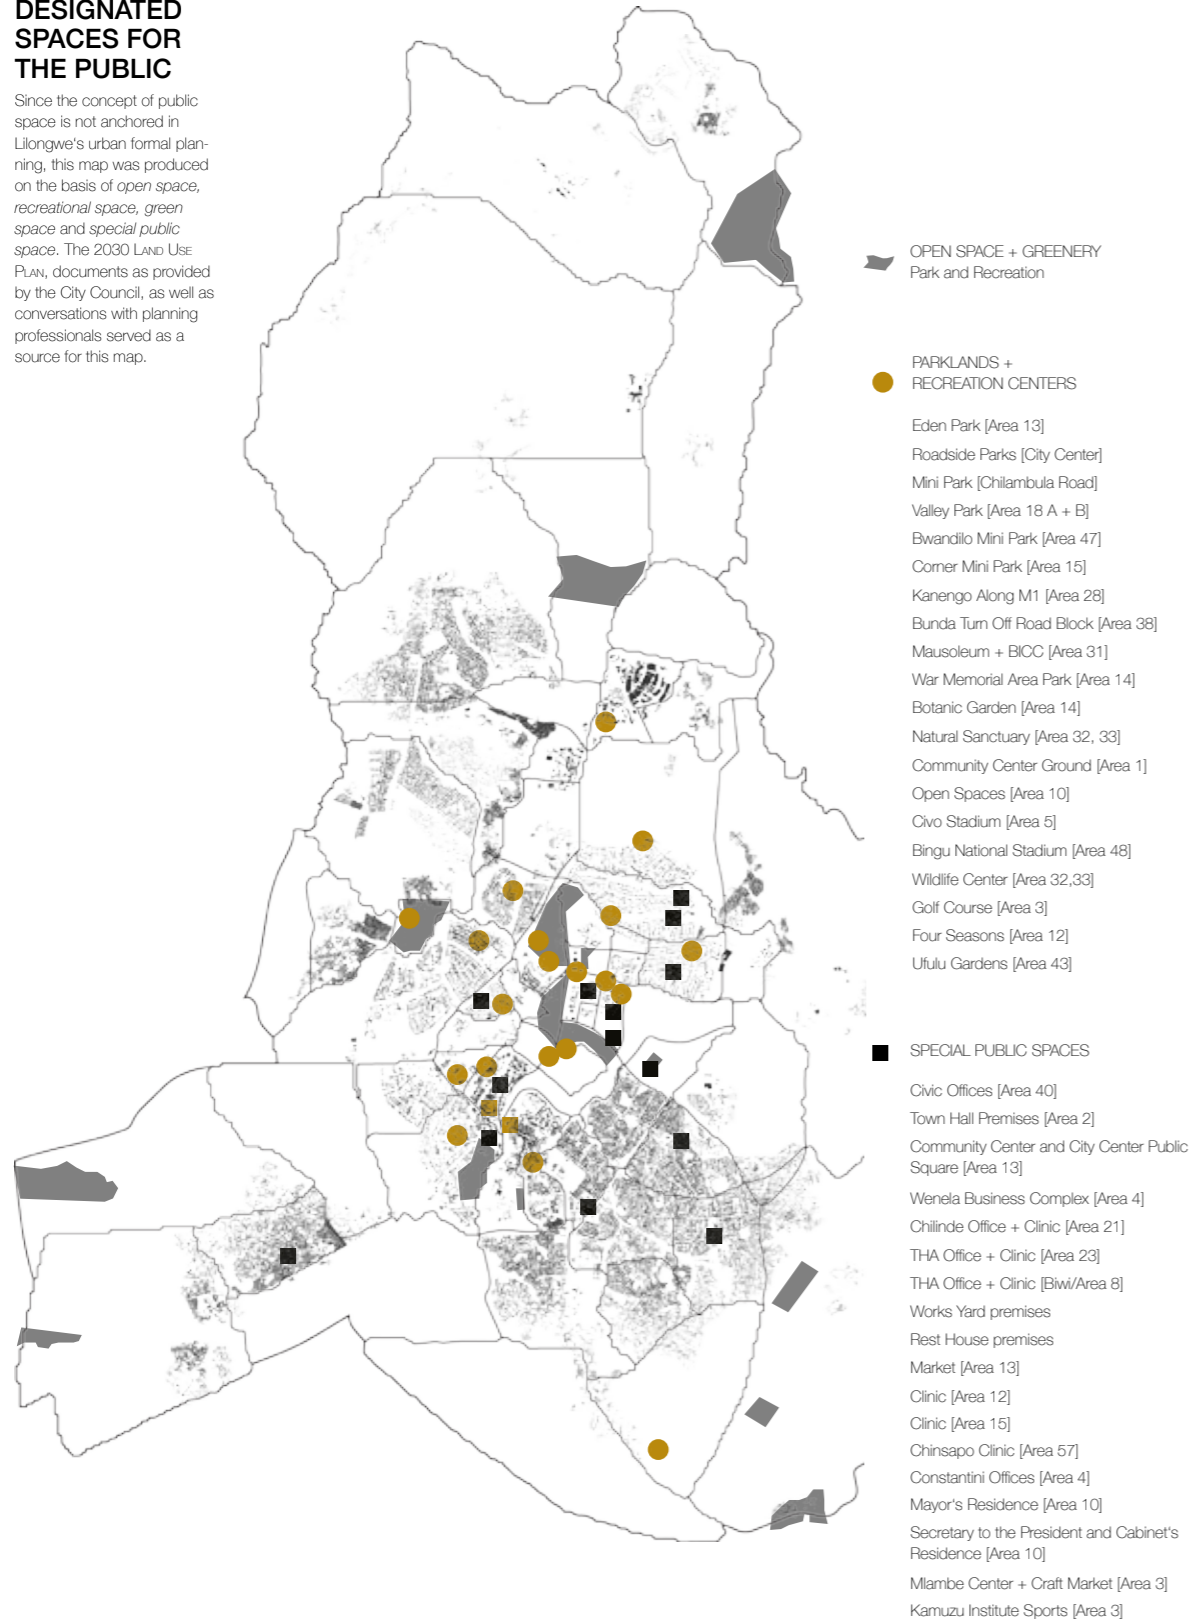 DESIGNATED
SPACES FOR
THE PUBLIC
Since the concept of public
space is not anchored in
Lilongwe's urban formal plan-
ning, this map was produced
on the basis of open space,
recreational space, green
space and special public
space. The 2030 LAND USE
PLAN, documents as provided
by the City Council, as well as
conversations with planning
professionals served as a
source for this map.
OPEN SPACE + GREENERY
Park and Recreation
PARKLANDS +
RECREATION CENTERS
Eden Park [Area 13]
Roadside Parks [City Center]
Mini Park [Chilambula Road]
Valley Park [Area 18 A + B]
Bwandilo Mini Park [Area 47]
Corner Mini Park [Area 15]
Kanengo Along M1 [Area 28]
Bunda Turn Off Road Block [Area 38]
Mausoleum + BICC [Area 31]
War Memorial Area Park [Area 14]
Botanic Garden [Area 14]
Natural Sanctuary [Area 32, 33]
Community Center Ground [Area 1]
Open Spaces [Area 10]
Civo Stadium [Area 5]
Bingu National Stadium [Area 48]
Wildlife Center [Area 32,33]
Golf Course [Area 3]
Four Seasons [Area 12]
Ufulu Gardens [Area 43]
SPECIAL PUBLIC SPACES
Civic Offices [Area 40]
Town Hall Premises [Area 2]
Community Center and City Center Public
Square [Area 13]
Wenela Business Complex [Area 4]
Chilinde Office + Clinic [Area 21]
THA Office + Clinic [Area 23]
THA Office + Clinic [Biwi/Area 8]
Works Yard premises
Rest House premises
Market [Area 13]
Clinic [Area 12]
Clinic [Area 15]
Chinsapo Clinic [Area 57]
Constantini Offices [Area 4]
Mayor's Residence [Area 10]
Secretary to the President and Cabinet's
Residence [Area 10]
Mlambe Center + Craft Market [Area 3]
Kamuzu Institute Sports [Area 3]